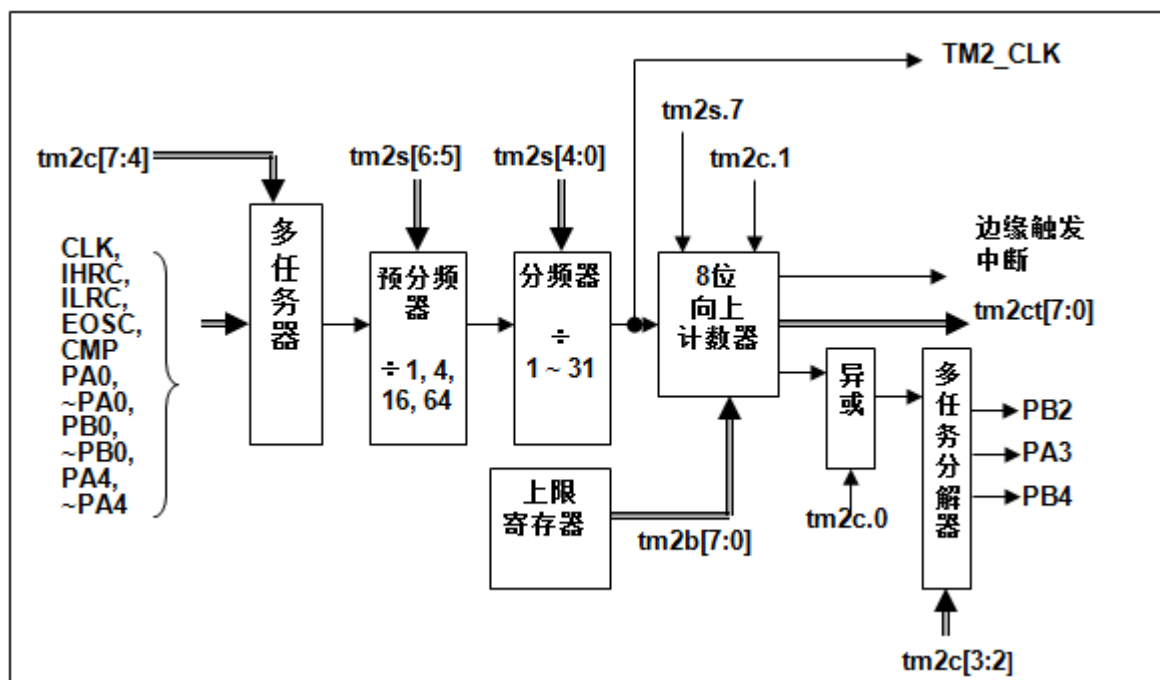 TM2_CLK
tm2s.7
tm2c[7:4]
tm2s[6:5]
tm2s[4:0]
tm2c.1
CLK,
IHRC,
ILRC,
EOSC,
CMP
PA0,
~PA0,
PB0,
~PB0,
PA4,
~PA4
多
任
务
器
预分频
器
÷1, 4,
16, 64
分频器
÷
1 ~ 31
8位
向上
计数器
边缘触发
中断
tm2ct[7:0]
异
或
多
任
务
分
解
器
PB2
PA3
PB4
上限
寄存器
tm2b[7:0]
tm2c.0
tm2c[3:2]